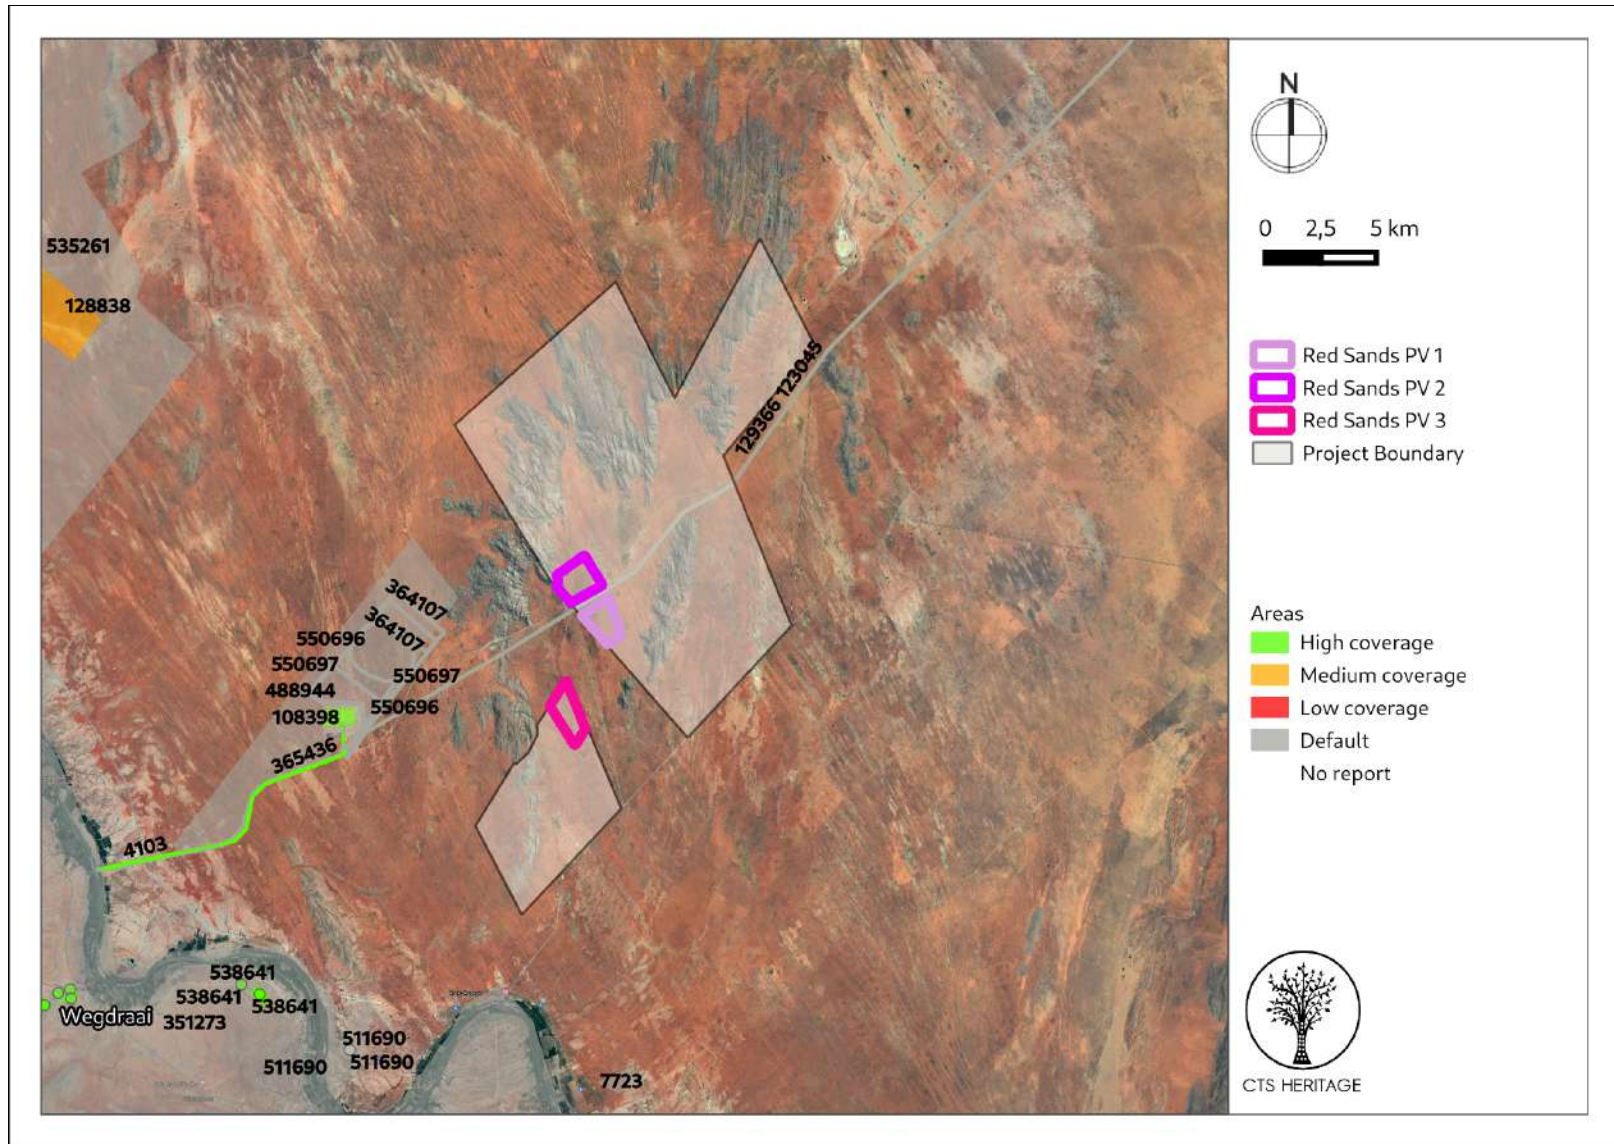 535261
128838
129366 123045
364107
364107
550696
550697
550697
488944
550696
108398
365436
4103
538641
538641
538641
Wegdraai
351273
511690
511690
511690
7723
N
0 2,5 5 km
Red Sands PV 1
Red Sands PV 2
Red Sands PV 3
Project Boundary
Areas
High coverage
Medium coverage
Low coverage
Default
No report
CTS HERITAGE